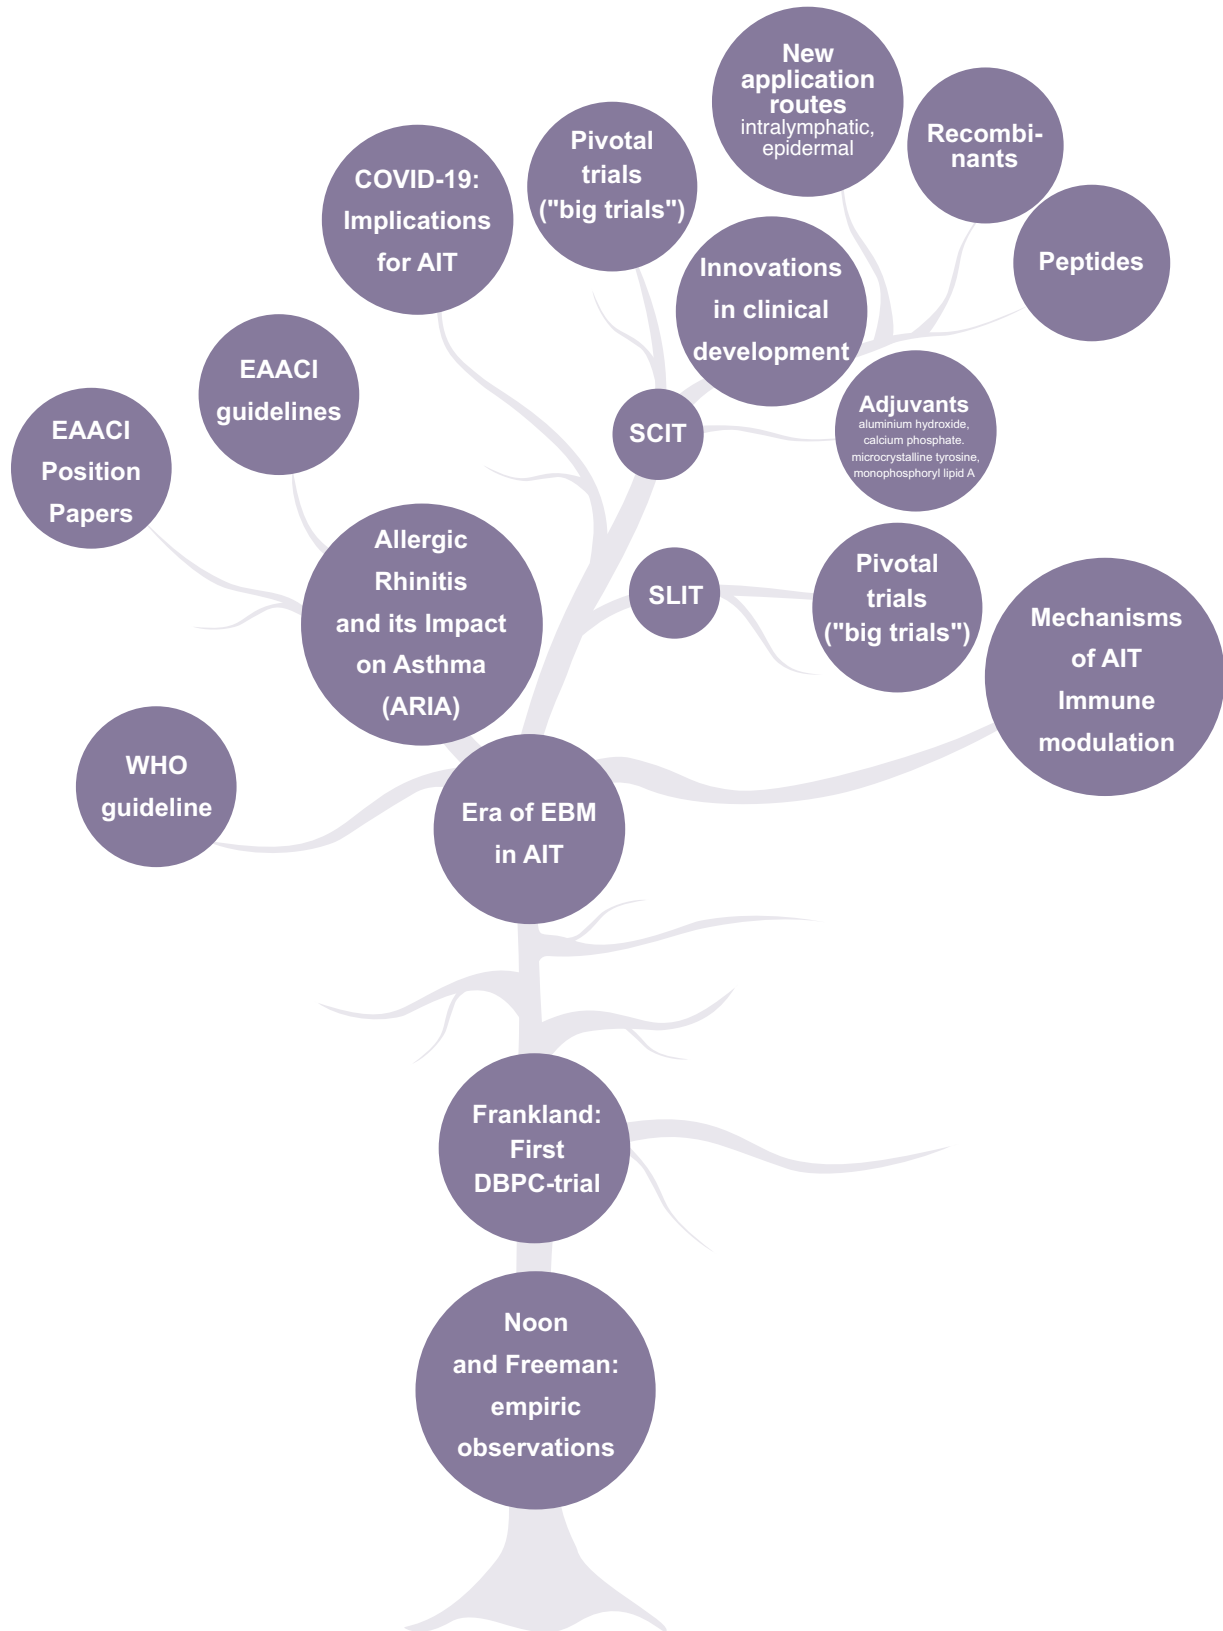 New
application
routes
intralymphatic,
epidermal
Recombi-
nants
Pivotal
trials
("big trials")
COVID-19:
Implications
for AIT
Peptides
Innovations
in clinical
development
EAACI
guidelines
EAACI
Position
Papers
SCIT
Adjuvants
aluminium hydroxide,
calcium phosphate.
microcrystalline tyrosine,
monophosphoryl lipid A
Allergic
Rhinitis
and its Impact
on Asthma
(ARIA)
SLIT
Pivotal
trials
("big trials")
Mechanisms
of AIT
Immune
modulation
WHO
guideline
Era of EBM
in AIT
Frankland:
First
DBPC-trial
Noon
and Freeman:
empiric
observations